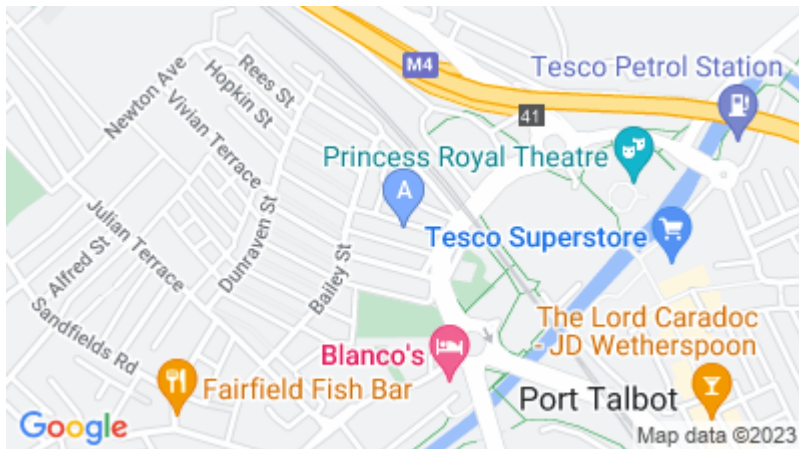 Newton Ave
Rees St
Hopkin St
M4
Tesco Petrol Station
41
Vivian Terrace
Princess Royal Theatre
A
Julian Terrace
Tesco Superstore
Alfred St
Dunraven St
Bailey St
Sandfields Rd
The Lord Caradoc
- JD Wetherspoon
Blanco's
Fairfield Fish Bar
Port Talbot
Google
Map data ©2023